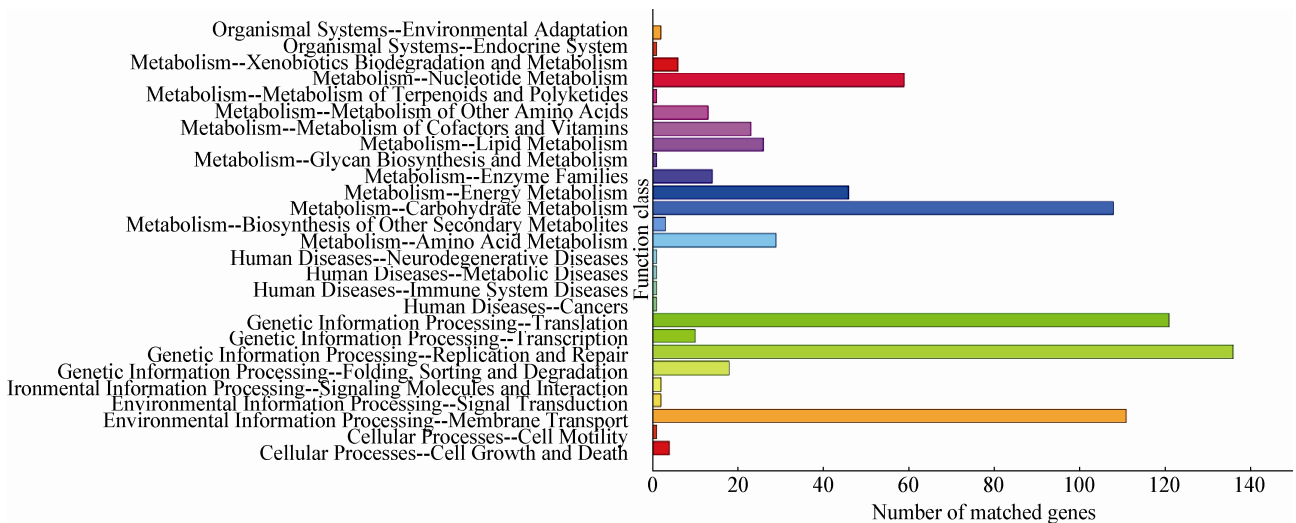 Organismal Systems--Environmental Adaptation
Organismal Systems--Endocrine System
Metabolism--Xenobiotics Biodegradation and Metabolism
Metabolism--Nucleotide Metabolism
Metabolism--Metabolism of Terpenoids and Polyketides
Metabolism--Metabolism of Other Amino Acids
Metabolism--Metabolism of Cofactors and Vitamins
Metabolism--Lipid Metabolism
Metabolism--Glycan Biosynthesis and Metabolism
Metabolism--Enzyme Families
Metabolism--Energy Metabolism
Metabolism--Carbohydrate Metabolism
Metabolism--Biosynthesis of Other Secondary Metabolites
Metabolism--Amino Acid Metabolism
Human Diseases--Neurodegenerative Diseases
Human Diseases--Metabolic Diseases
Human Diseases--Immune System Diseases
Human Diseases--Cancers
Genetic Information Processing--Translation
Genetic Information Processing--Transcription
Genetic Information Processing--Replication and Repair
Genetic Information Processing--Folding, Sorting and Degradation
ironmental Information Processing--Signaling Molecules and Interaction
Environmental Information Processing--Signal Transduction
Environmental Information Processing--Membrane Transport
Cellular Processes--Cell Motility
Cellular Processes--Cell Growth and Death
Function class
0 20 40 60 80 100 120 140
Number of matched genes